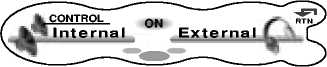 CONTROL
ON
Internal
External
RTN